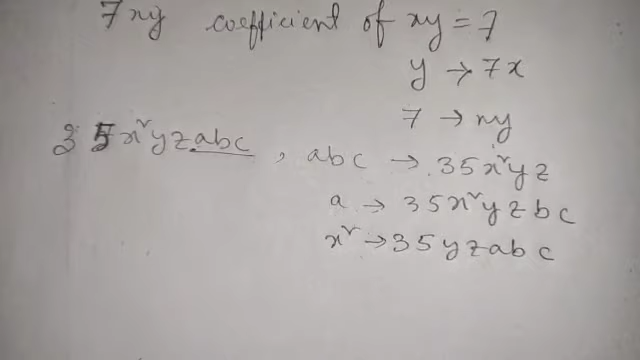 7xy coefficient of xy = 7
y → 7x
7 → xy
35x²yzabc , abc → 35x²yz
a → 35x²yzbc
x² → 35yzabc